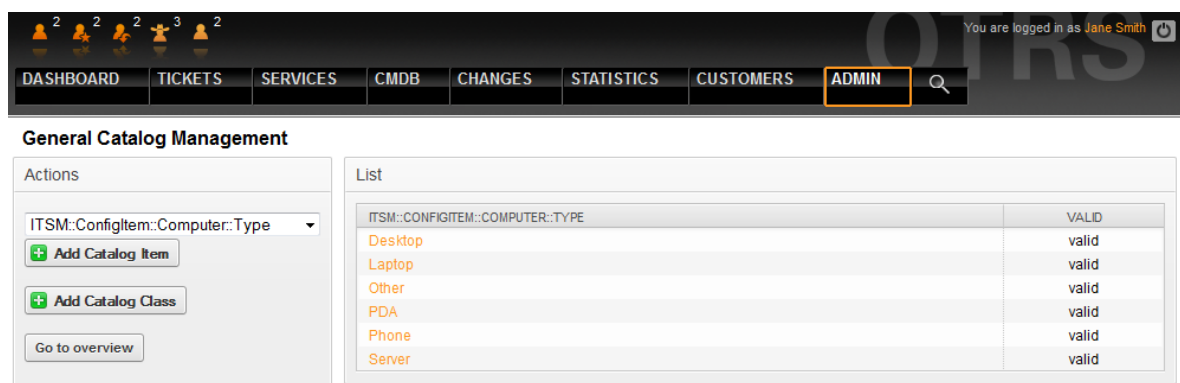 2 2 2 3 2
OTRS
You are logged in as Jane Smith
DASHBOARD TICKETS SERVICES CMDB CHANGES STATISTICS CUSTOMERS ADMIN
General Catalog Management
Actions
ITSM::ConfigItem::Computer::Type
Add Catalog Item
Add Catalog Class
Go to overview
List
ITSM::CONFIGITEM::COMPUTER::TYPE VALID
Desktop valid
Laptop valid
Other valid
PDA valid
Phone valid
Server valid